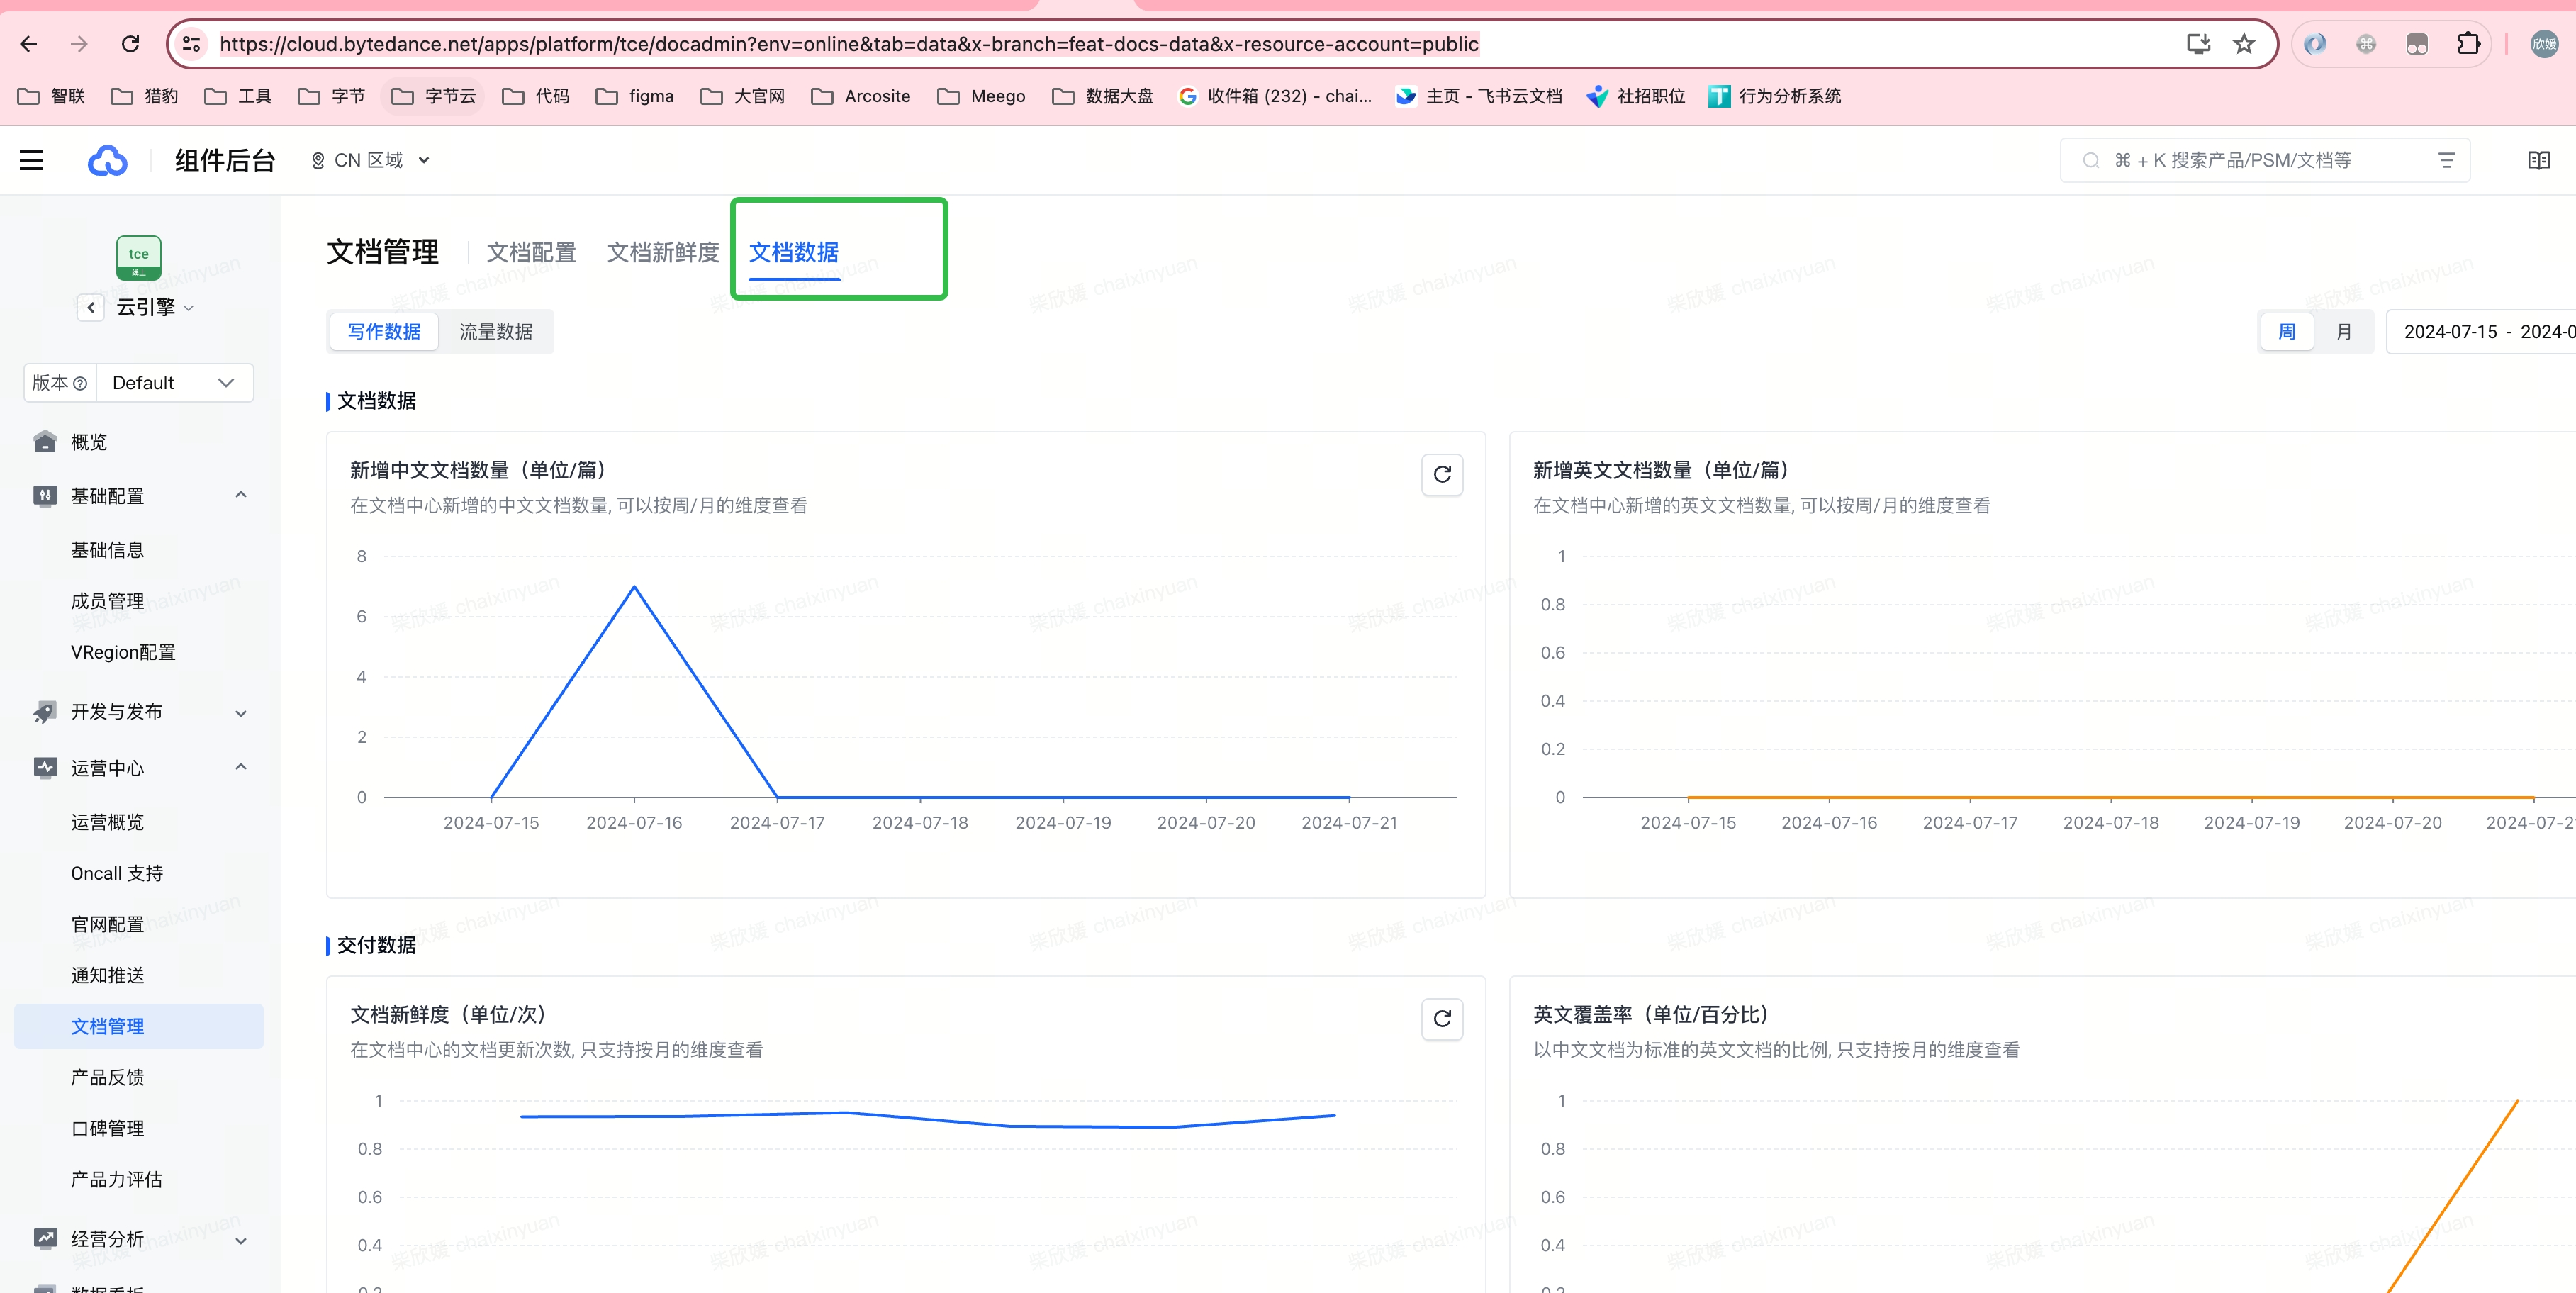 https://cloud.bytedance.net/apps/platform/tce/docadmin?env=online&tab=data&x-branch=feat-docs-data&x-resource-account=public
欣媛
智联 猎豹 工具 字节 字节云 代码 figma 大官网 Arcosite Meego 数据大盘 收件箱 (232) - chai... 主页 - 飞书云文档 社招职位 行为分析系统
组件后台 CN 区域 ⌘ + K 搜索产品/PSM/文档等
tce
线上
云引擎
版本 Default
概览
基础配置
基础信息
成员管理
VRegion配置
开发与发布
运营中心
运营概览
Oncall 支持
官网配置
通知推送
文档管理
产品反馈
口碑管理
产品力评估
经营分析
数据看板
文档管理 文档配置 文档新鲜度 文档数据
写作数据 流量数据 周 月 2024-07-15 - 2024-0
文档数据
新增中文文档数量（单位/篇）
在文档中心新增的中文文档数量, 可以按周/月的维度查看
8
6
4
2
0
2024-07-15 2024-07-16 2024-07-17 2024-07-18 2024-07-19 2024-07-20 2024-07-21
新增英文文档数量（单位/篇）
在文档中心新增的英文文档数量, 可以按周/月的维度查看
1
0.8
0.6
0.4
0.2
0
2024-07-15 2024-07-16 2024-07-17 2024-07-18 2024-07-19 2024-07-20 2024-07-2
交付数据
文档新鲜度（单位/次）
在文档中心的文档更新次数, 只支持按月的维度查看
1
0.8
0.6
0.4
0.2
英文覆盖率（单位/百分比）
以中文文档为标准的英文文档的比例, 只支持按月的维度查看
1
0.8
0.6
0.4
0.2
柴欣媛 chaixinyuan